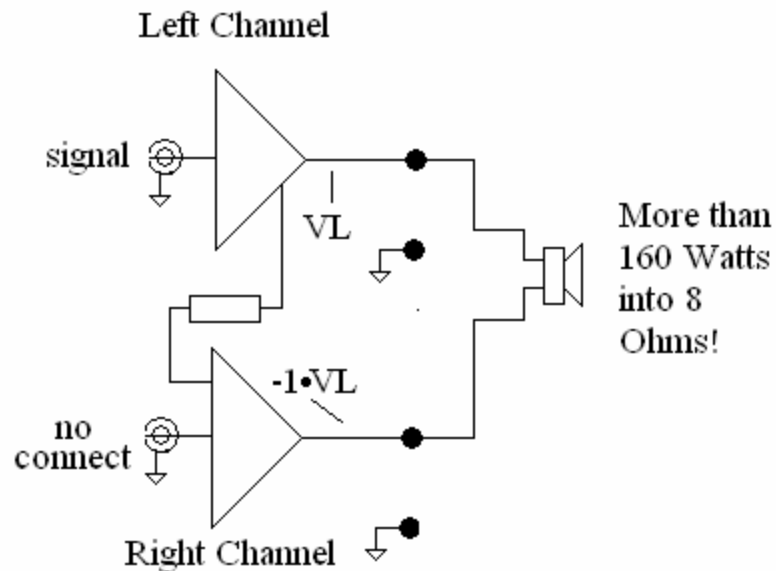 Left Channel
signal
VL
More than
160 Watts
into 8
Ohms!
-1•VL
no
connect
Right Channel